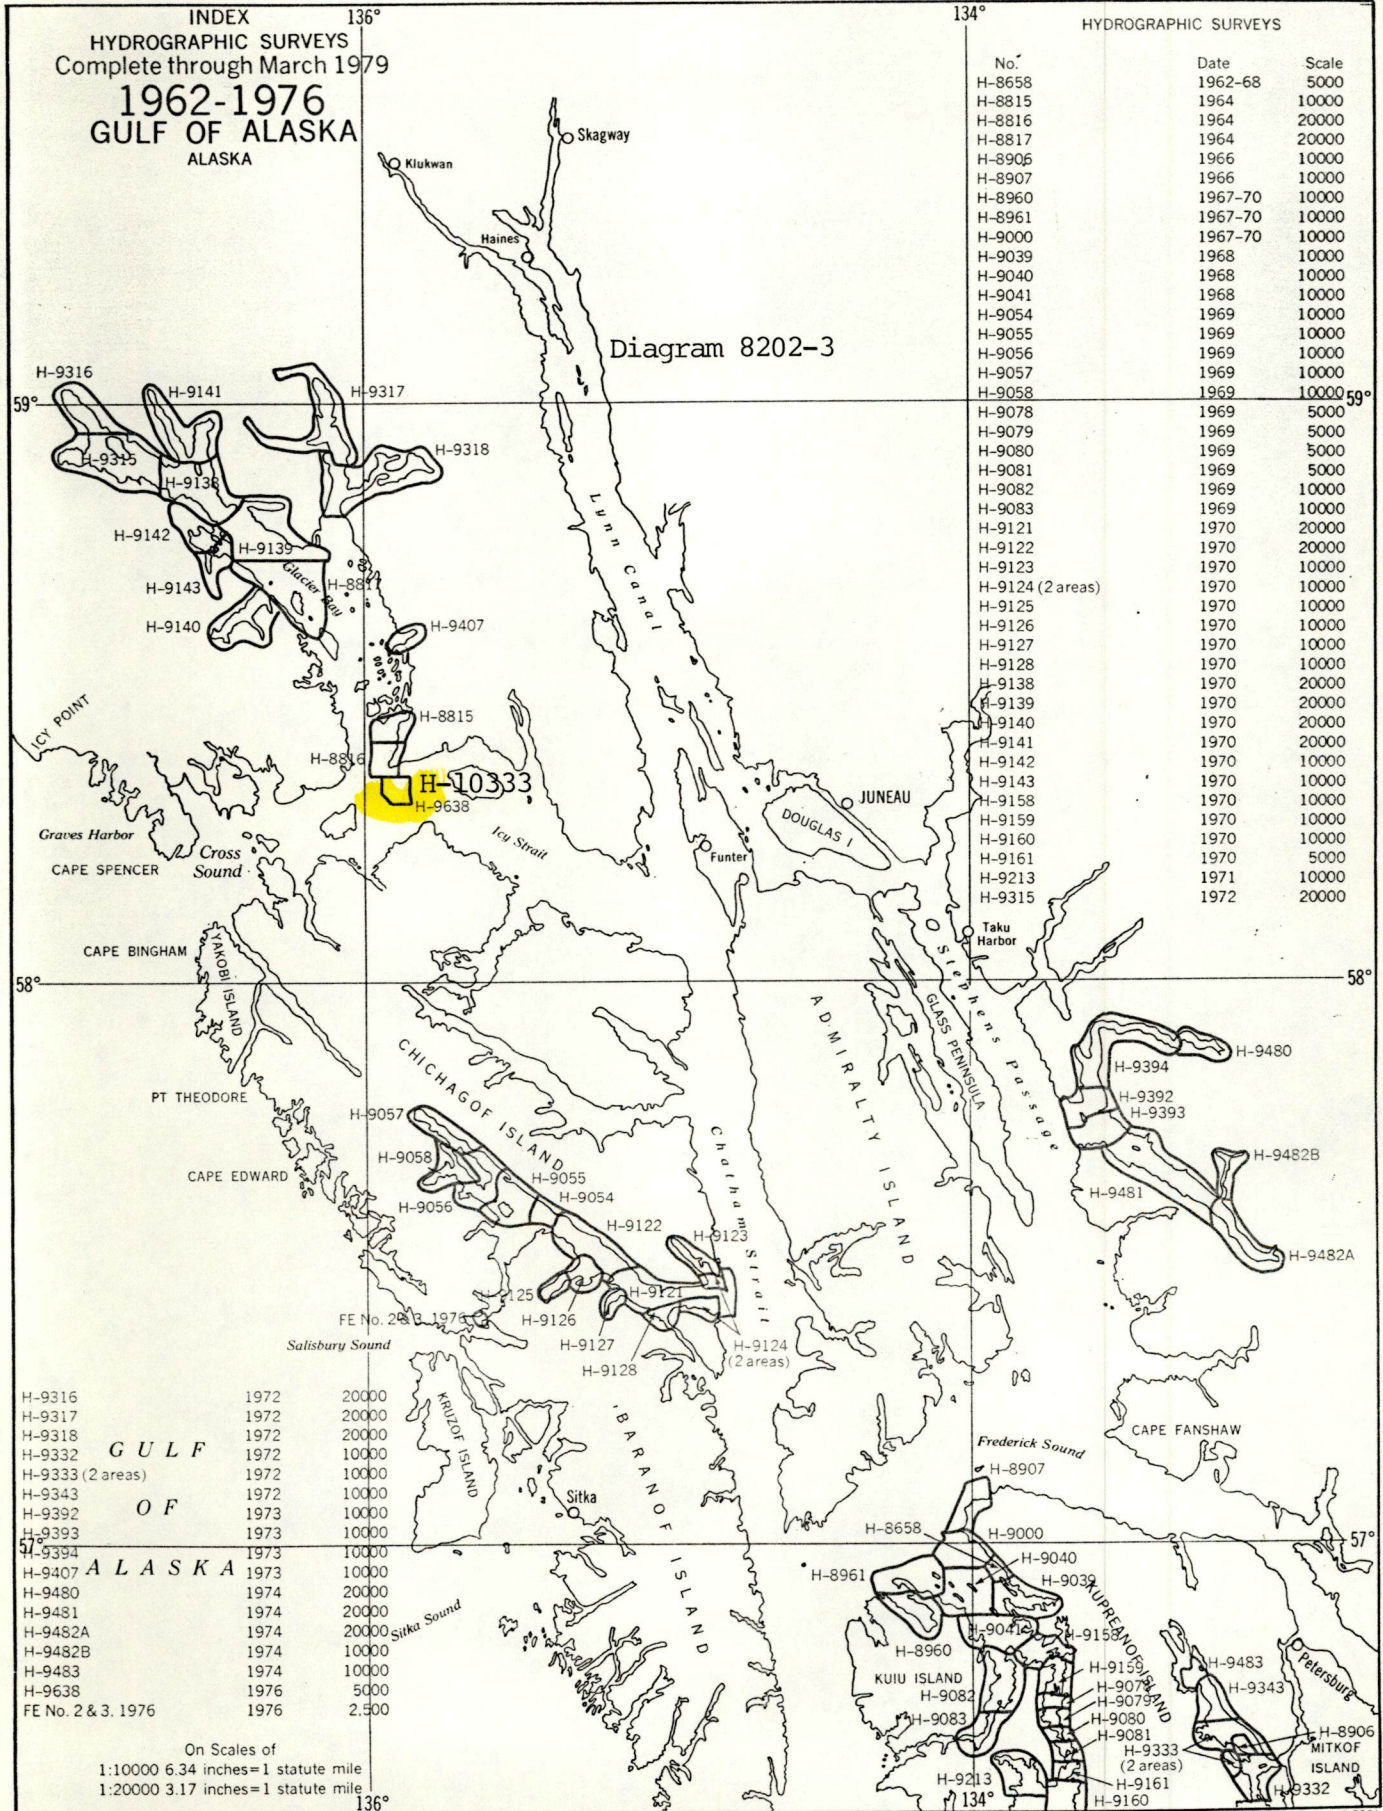 INDEX
HYDROGRAPHIC SURVEYS
Complete through March 1979
1962-1976
GULF OF ALASKA
ALASKA
136°
134°
HYDROGRAPHIC SURVEYS
No. Date Scale
H-8658 1962-68 5000
H-8815 1964 10000
H-8816 1964 20000
H-8817 1964 20000
H-8906 1966 10000
H-8907 1966 10000
H-8960 1967-70 10000
H-8961 1967-70 10000
H-9000 1967-70 10000
H-9039 1968 10000
H-9040 1968 10000
H-9041 1968 10000
H-9054 1969 10000
H-9055 1969 10000
H-9056 1969 10000
H-9057 1969 10000
H-9058 1969 10000
H-9078 1969 5000
H-9079 1969 5000
H-9080 1969 5000
H-9081 1969 5000
H-9082 1969 10000
H-9083 1969 10000
H-9121 1970 20000
H-9122 1970 20000
H-9123 1970 10000
H-9124 (2 areas) 1970 10000
H-9125 1970 10000
H-9126 1970 10000
H-9127 1970 10000
H-9128 1970 10000
H-9138 1970 20000
H-9139 1970 20000
H-9140 1970 20000
H-9141 1970 20000
H-9142 1970 10000
H-9143 1970 10000
H-9158 1970 10000
H-9159 1970 10000
H-9160 1970 10000
H-9161 1970 5000
H-9213 1971 10000
H-9315 1972 20000
Skagway
Klukwan
Haines
Diagram 8202-3
H-9316
H-9141
H-9317
59°
59°
H-9315
H-9318
H-9138
H-9142
H-9139
Glacier Bay
H-9143
H-8817
H-9140
H-9407
Lynn Canal
ICY POINT
H-8815
H-8816
H-10333
H-9638
JUNEAU
DOUGLAS I
Graves Harbor
Icy Strait
CAPE SPENCER
Cross
Sound
Funter
Taku
Harbor
CAPE BINGHAM
YAKOBI ISLAND
58°
58°
Stephens Passage
GLASS PENINSULA
ADMIRALTY ISLAND
CHICHAGOF ISLAND
H-9480
H-9394
H-9392
H-9393
PT THEODORE
H-9057
Chatham Strait
H-9058
CAPE EDWARD
H-9055
H-9482B
H-9056
H-9054
H-9481
H-9122
H-9123
H-9482A
H-9125
H-9121
FE No. 2 & 3, 1976
H-9126
H-9127
H-9124
(2 areas)
Salisbury Sound
H-9128
KRUZOF ISLAND
BARANOF ISLAND
CAPE FANSHAW
Frederick Sound
H-8907
H-9316 1972 20000
H-9317 1972 20000
H-9318 1972 20000
H-9332 1972 10000
H-9333 (2 areas) 1972 10000
H-9343 1972 10000
H-9392 1973 10000
H-9393 1973 10000
H-9394 1973 10000
H-9407 1973 10000
H-9480 1974 20000
H-9481 1974 20000
H-9482A 1974 20000
H-9482B 1974 10000
H-9483 1974 10000
H-9638 1976 5000
FE No. 2 & 3. 1976 1976 2,500
GULF
OF
ALASKA
57°
57°
Sitka
Sitka Sound
H-8658
H-9000
H-9040
H-8961
H-9039
KUPREANOF ISLAND
H-9041
H-9158
H-8960
KUIU ISLAND
H-9159
H-9483
Petersburg
H-9078
H-9343
H-9082
H-9079
H-9083
H-9080
H-9081
H-8906
H-9333
(2 areas)
MITKOF
ISLAND
H-9213
H-9161
H-9332
H-9160
On Scales of
1:10000 6.34 inches=1 statute mile
1:20000 3.17 inches=1 statute mile
136°
134°